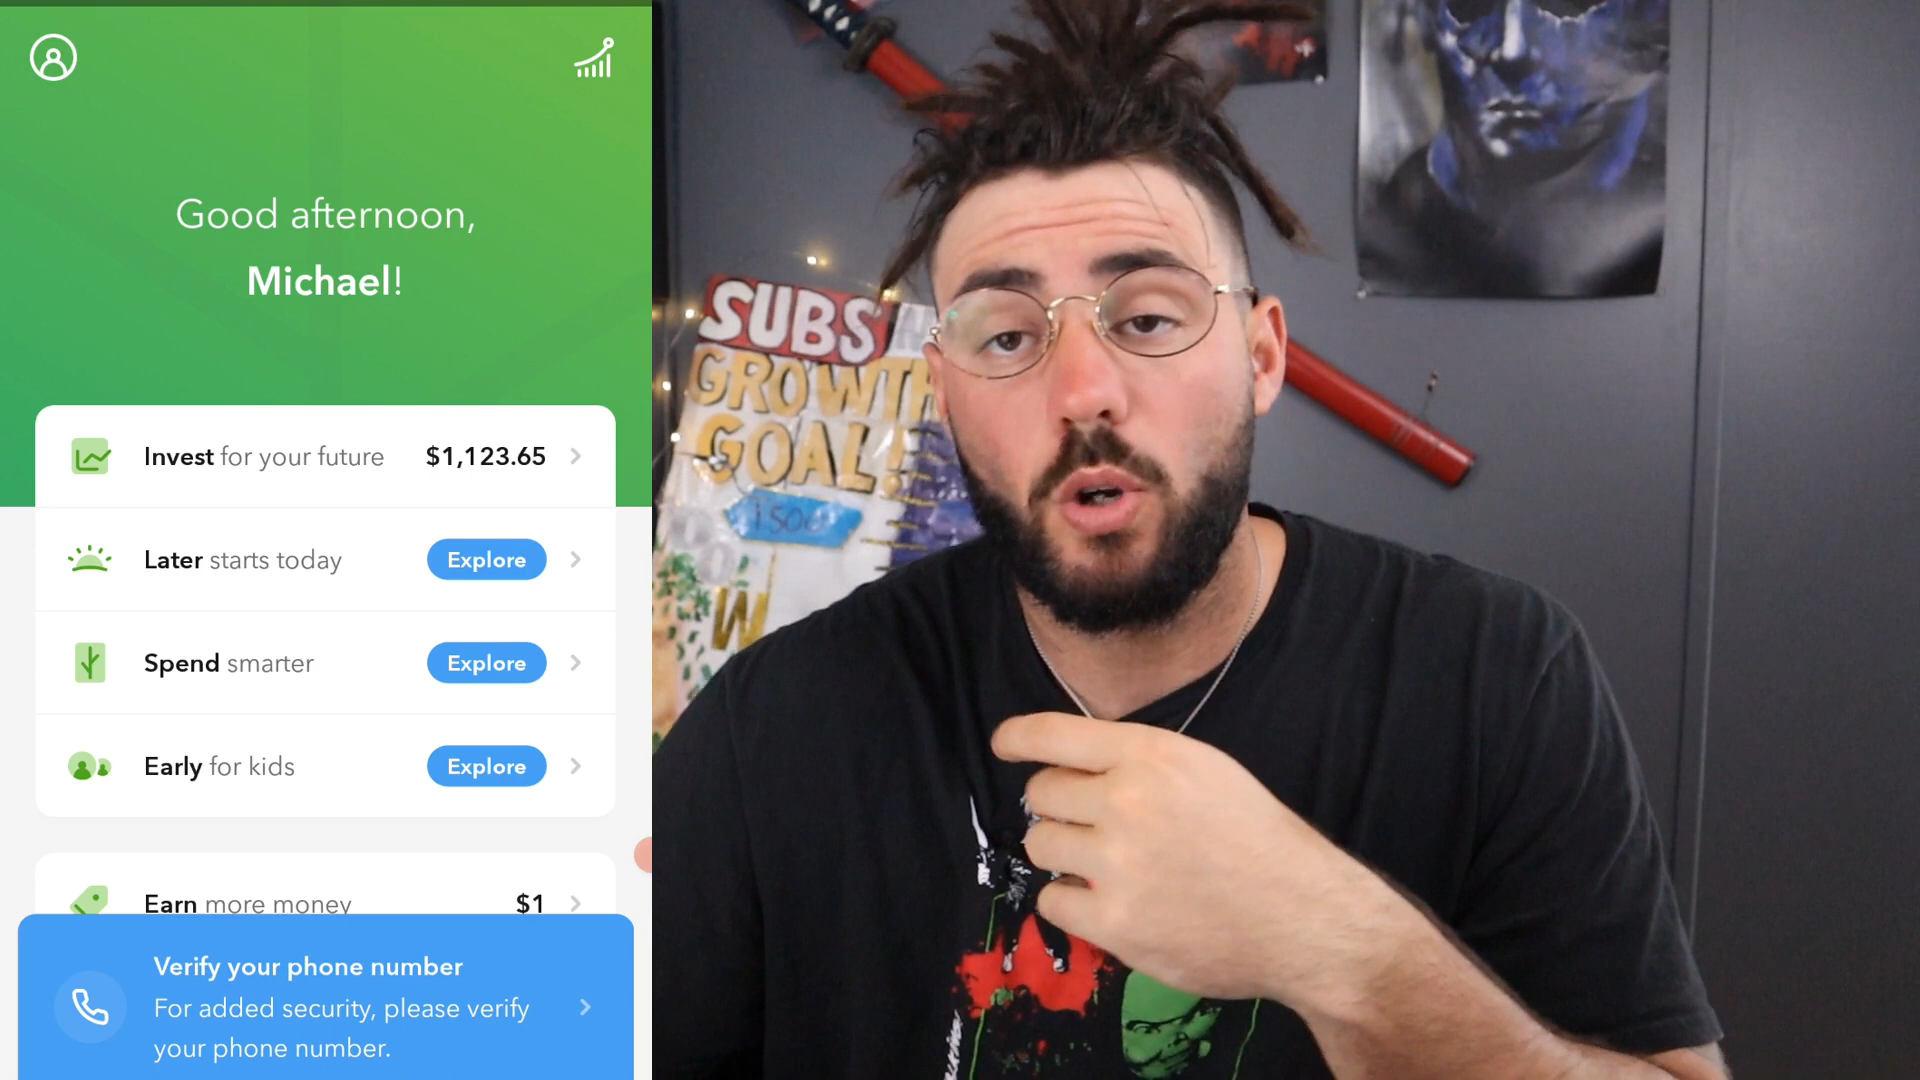 Good afternoon,
Michael!
Invest for your future $1,123.65
Later starts today Explore
Spend smarter Explore
Early for kids Explore
Earn more money $1
Verify your phone number
For added security, please verify
your phone number.
SUBS
GROWTH
GOAL!
1500
W